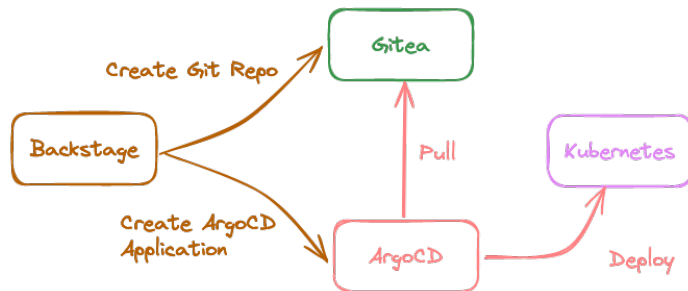 Gitea
Create Git Repo
Backstage
Pull
Kubernetes
Create ArgoCD
Application
ArgoCD
Deploy